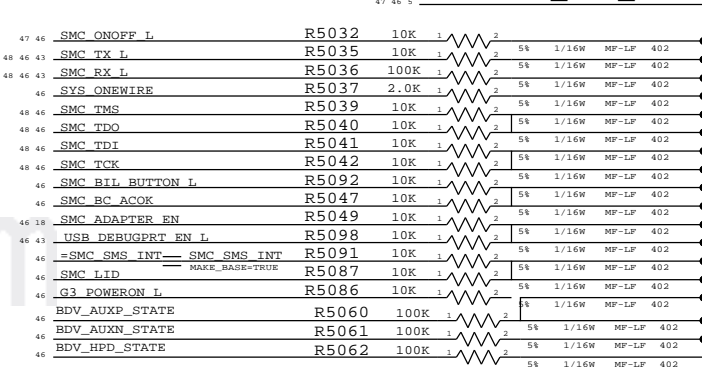 47 46 5
47 46 SMC_ONOFF_L R5032 10K 1 2 5% 1/16W MF-LF 402
48 46 43 SMC_TX_L R5035 10K 1 2 5% 1/16W MF-LF 402
48 46 43 SMC_RX_L R5036 100K 1 2 5% 1/16W MF-LF 402
46 SYS_ONEWIRE R5037 2.0K 1 2 5% 1/16W MF-LF 402
48 46 SMC_TMS R5039 10K 1 2 5% 1/16W MF-LF 402
48 46 SMC_TDO R5040 10K 1 2 5% 1/16W MF-LF 402
48 46 SMC_TDI R5041 10K 1 2 5% 1/16W MF-LF 402
48 46 SMC_TCK R5042 10K 1 2 5% 1/16W MF-LF 402
46 SMC_BIL_BUTTON_L R5092 10K 1 2 5% 1/16W MF-LF 402
46 SMC_BC_ACOK R5047 10K 1 2 5% 1/16W MF-LF 402
46 18 SMC_ADAPTER_EN R5049 10K 1 2 5% 1/16W MF-LF 402
46 43 USB_DEBUGPRT_EN_L R5098 10K 1 2 5% 1/16W MF-LF 402
46 =SMC_SMS_INT SMC_SMS_INT R5091 10K 1 2 5% 1/16W MF-LF 402
MAKE_BASE=TRUE
46 SMC_LID R5087 10K 1 2 5% 1/16W MF-LF 402
46 G3_POWERON_L R5086 10K 1 2 5% 1/16W MF-LF 402
46 BDV_AUXP_STATE R5060 100K 1 2 5% 1/16W MF-LF 402
46 BDV_AUXN_STATE R5061 100K 1 2 5% 1/16W MF-LF 402
46 BDV_HPD_STATE R5062 100K 1 2 5% 1/16W MF-LF 402